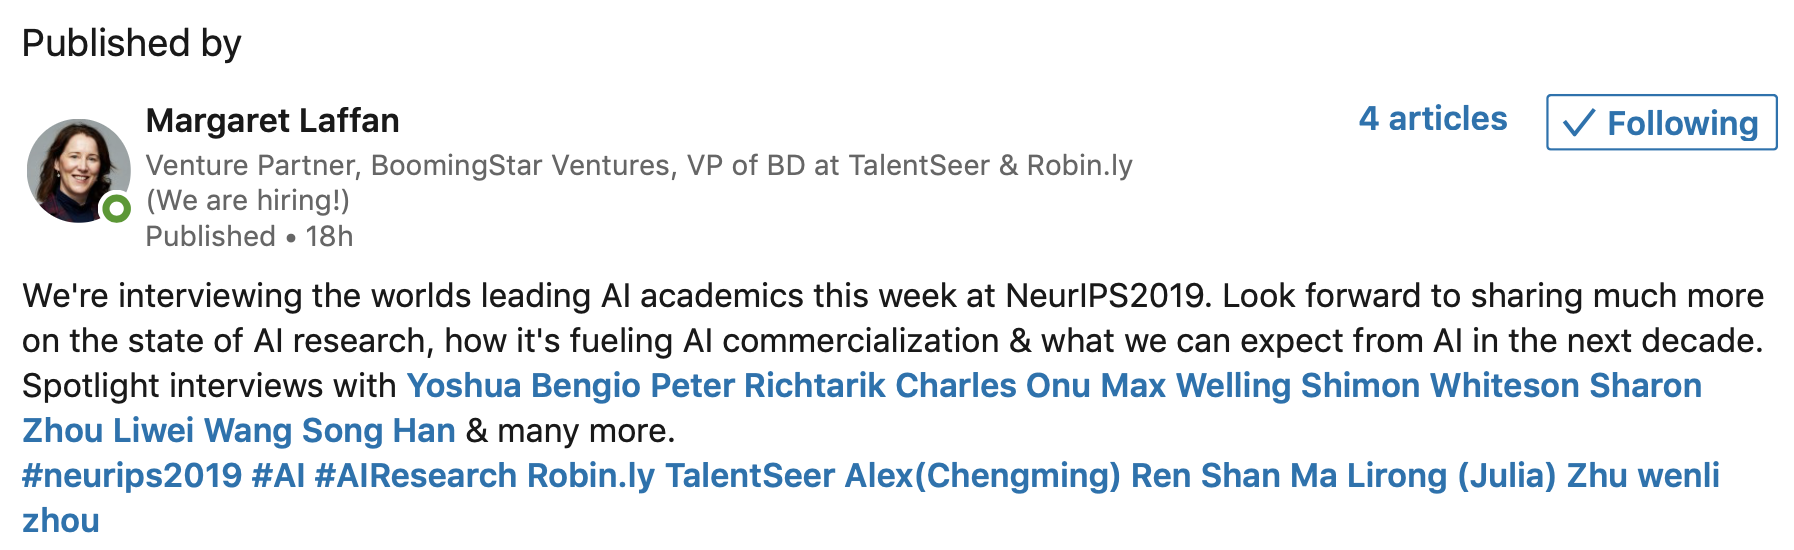 Published by
Margaret Laffan
4 articles
✓ Following
Venture Partner, BoomingStar Ventures, VP of BD at TalentSeer & Robin.ly
(We are hiring!)
Published • 18h
We're interviewing the worlds leading AI academics this week at NeurIPS2019. Look forward to sharing much more
on the state of AI research, how it's fueling AI commercialization & what we can expect from AI in the next decade.
Spotlight interviews with Yoshua Bengio Peter Richtarik Charles Onu Max Welling Shimon Whiteson Sharon
Zhou Liwei Wang Song Han & many more.
#neurips2019 #AI #AIResearch Robin.ly TalentSeer Alex(Chengming) Ren Shan Ma Lirong (Julia) Zhu wenli
zhou